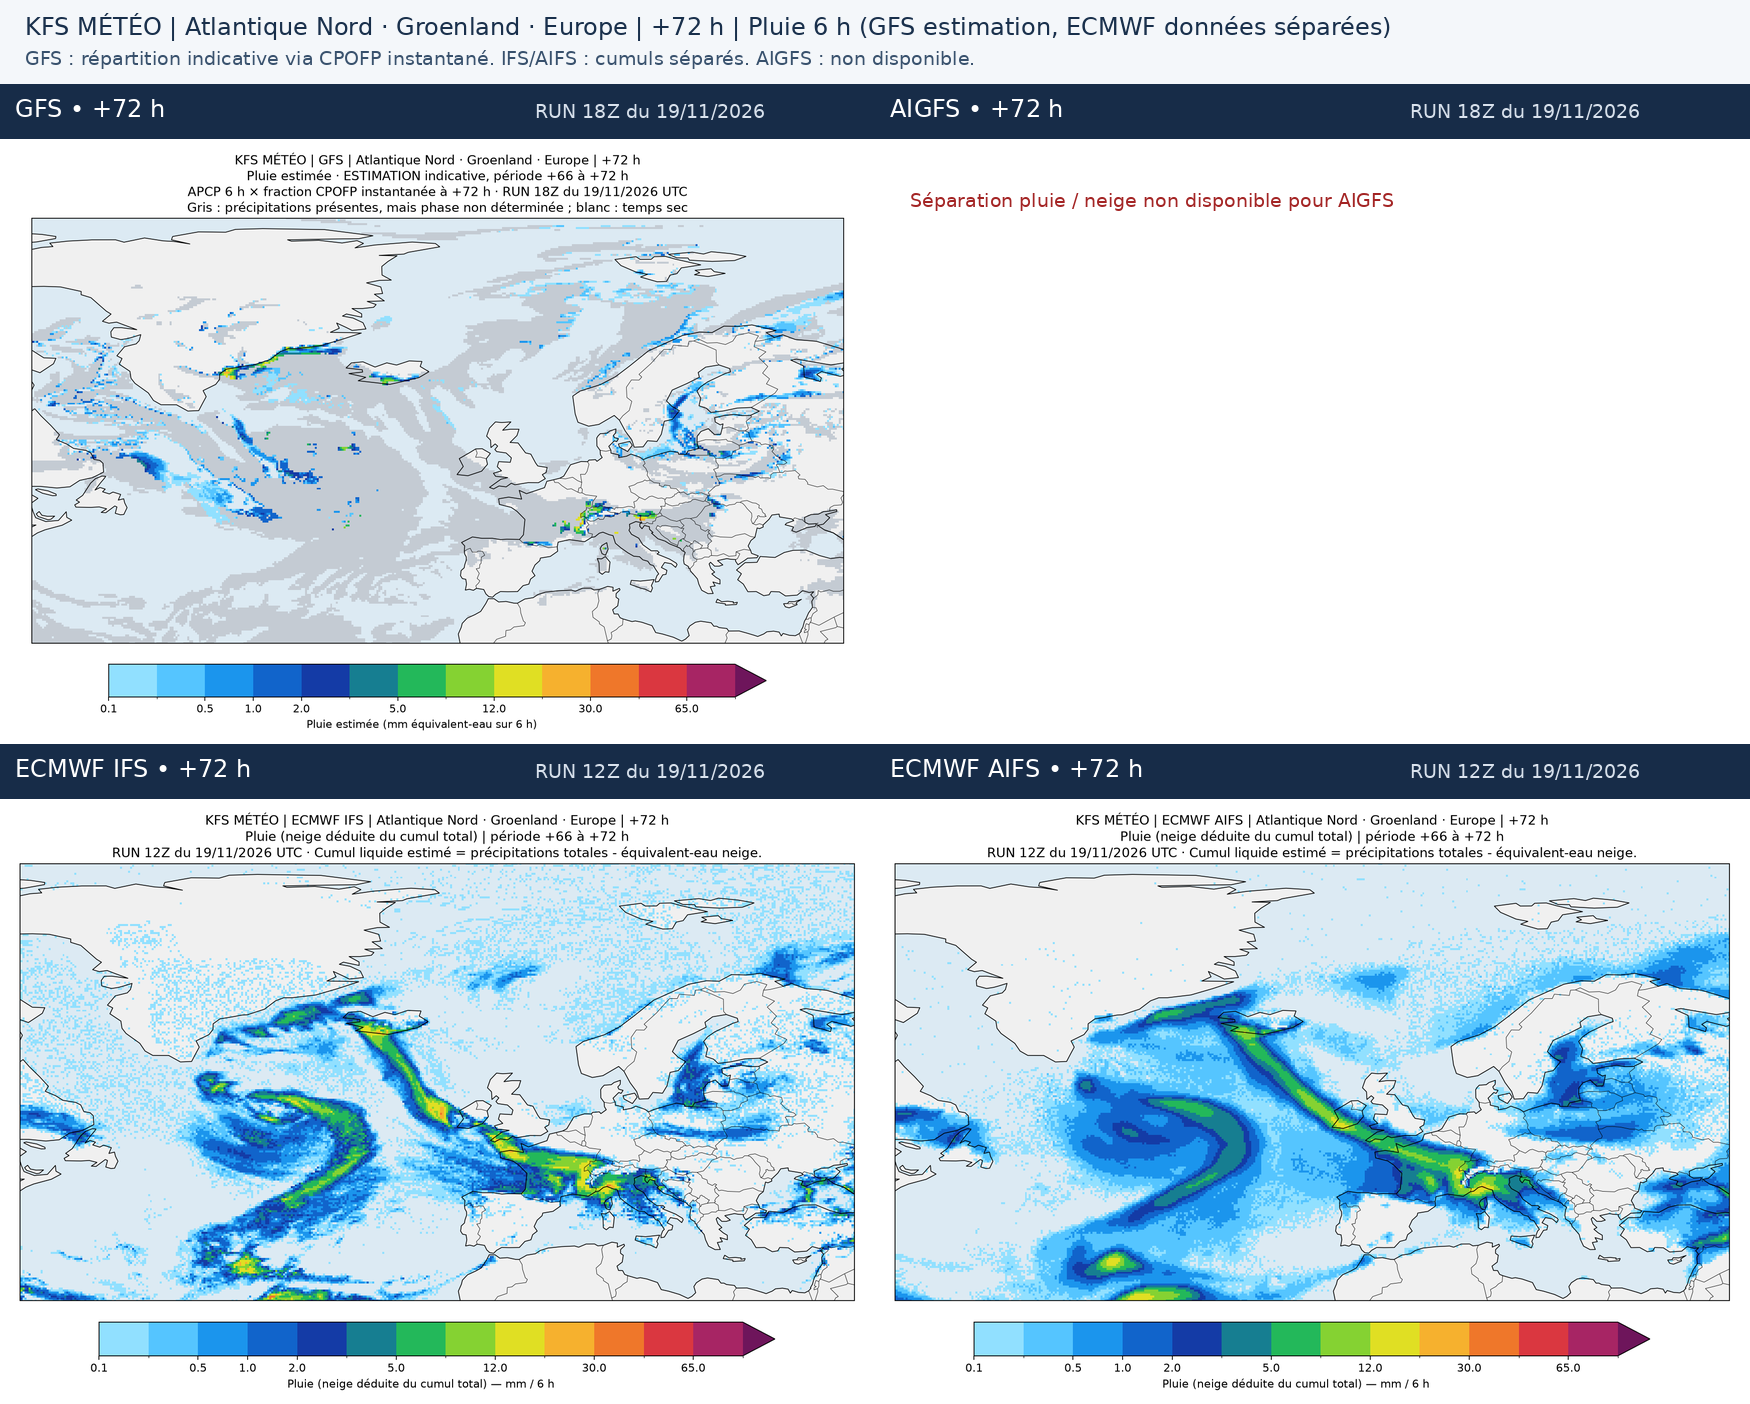 KFS MÉTÉO | Atlantique Nord · Groenland · Europe | +72 h | Pluie 6 h (GFS estimation, ECMWF données séparées)
GFS : répartition indicative via CPOFP instantané. IFS/AIFS : cumuls séparés. AIGFS : non disponible.
GFS • +72 h
RUN 18Z du 19/11/2026
AIGFS • +72 h
RUN 18Z du 19/11/2026
KFS MÉTÉO | GFS | Atlantique Nord · Groenland · Europe | +72 h
Pluie estimée · ESTIMATION indicative, période +66 à +72 h
APCP 6 h × fraction CPOFP instantanée à +72 h · RUN 18Z du 19/11/2026 UTC
Gris : précipitations présentes, mais phase non déterminée ; blanc : temps sec
Séparation pluie / neige non disponible pour AIGFS
0.1 0.5 1.0 2.0 5.0 12.0 30.0 65.0
Pluie estimée (mm équivalent-eau sur 6 h)
ECMWF IFS • +72 h
RUN 12Z du 19/11/2026
ECMWF AIFS • +72 h
RUN 12Z du 19/11/2026
KFS MÉTÉO | ECMWF IFS | Atlantique Nord · Groenland · Europe | +72 h
Pluie (neige déduite du cumul total) | période +66 à +72 h
RUN 12Z du 19/11/2026 UTC · Cumul liquide estimé = précipitations totales - équivalent-eau neige.
KFS MÉTÉO | ECMWF AIFS | Atlantique Nord · Groenland · Europe | +72 h
Pluie (neige déduite du cumul total) | période +66 à +72 h
RUN 12Z du 19/11/2026 UTC · Cumul liquide estimé = précipitations totales - équivalent-eau neige.
0.1 0.5 1.0 2.0 5.0 12.0 30.0 65.0
Pluie (neige déduite du cumul total) — mm / 6 h
0.1 0.5 1.0 2.0 5.0 12.0 30.0 65.0
Pluie (neige déduite du cumul total) — mm / 6 h